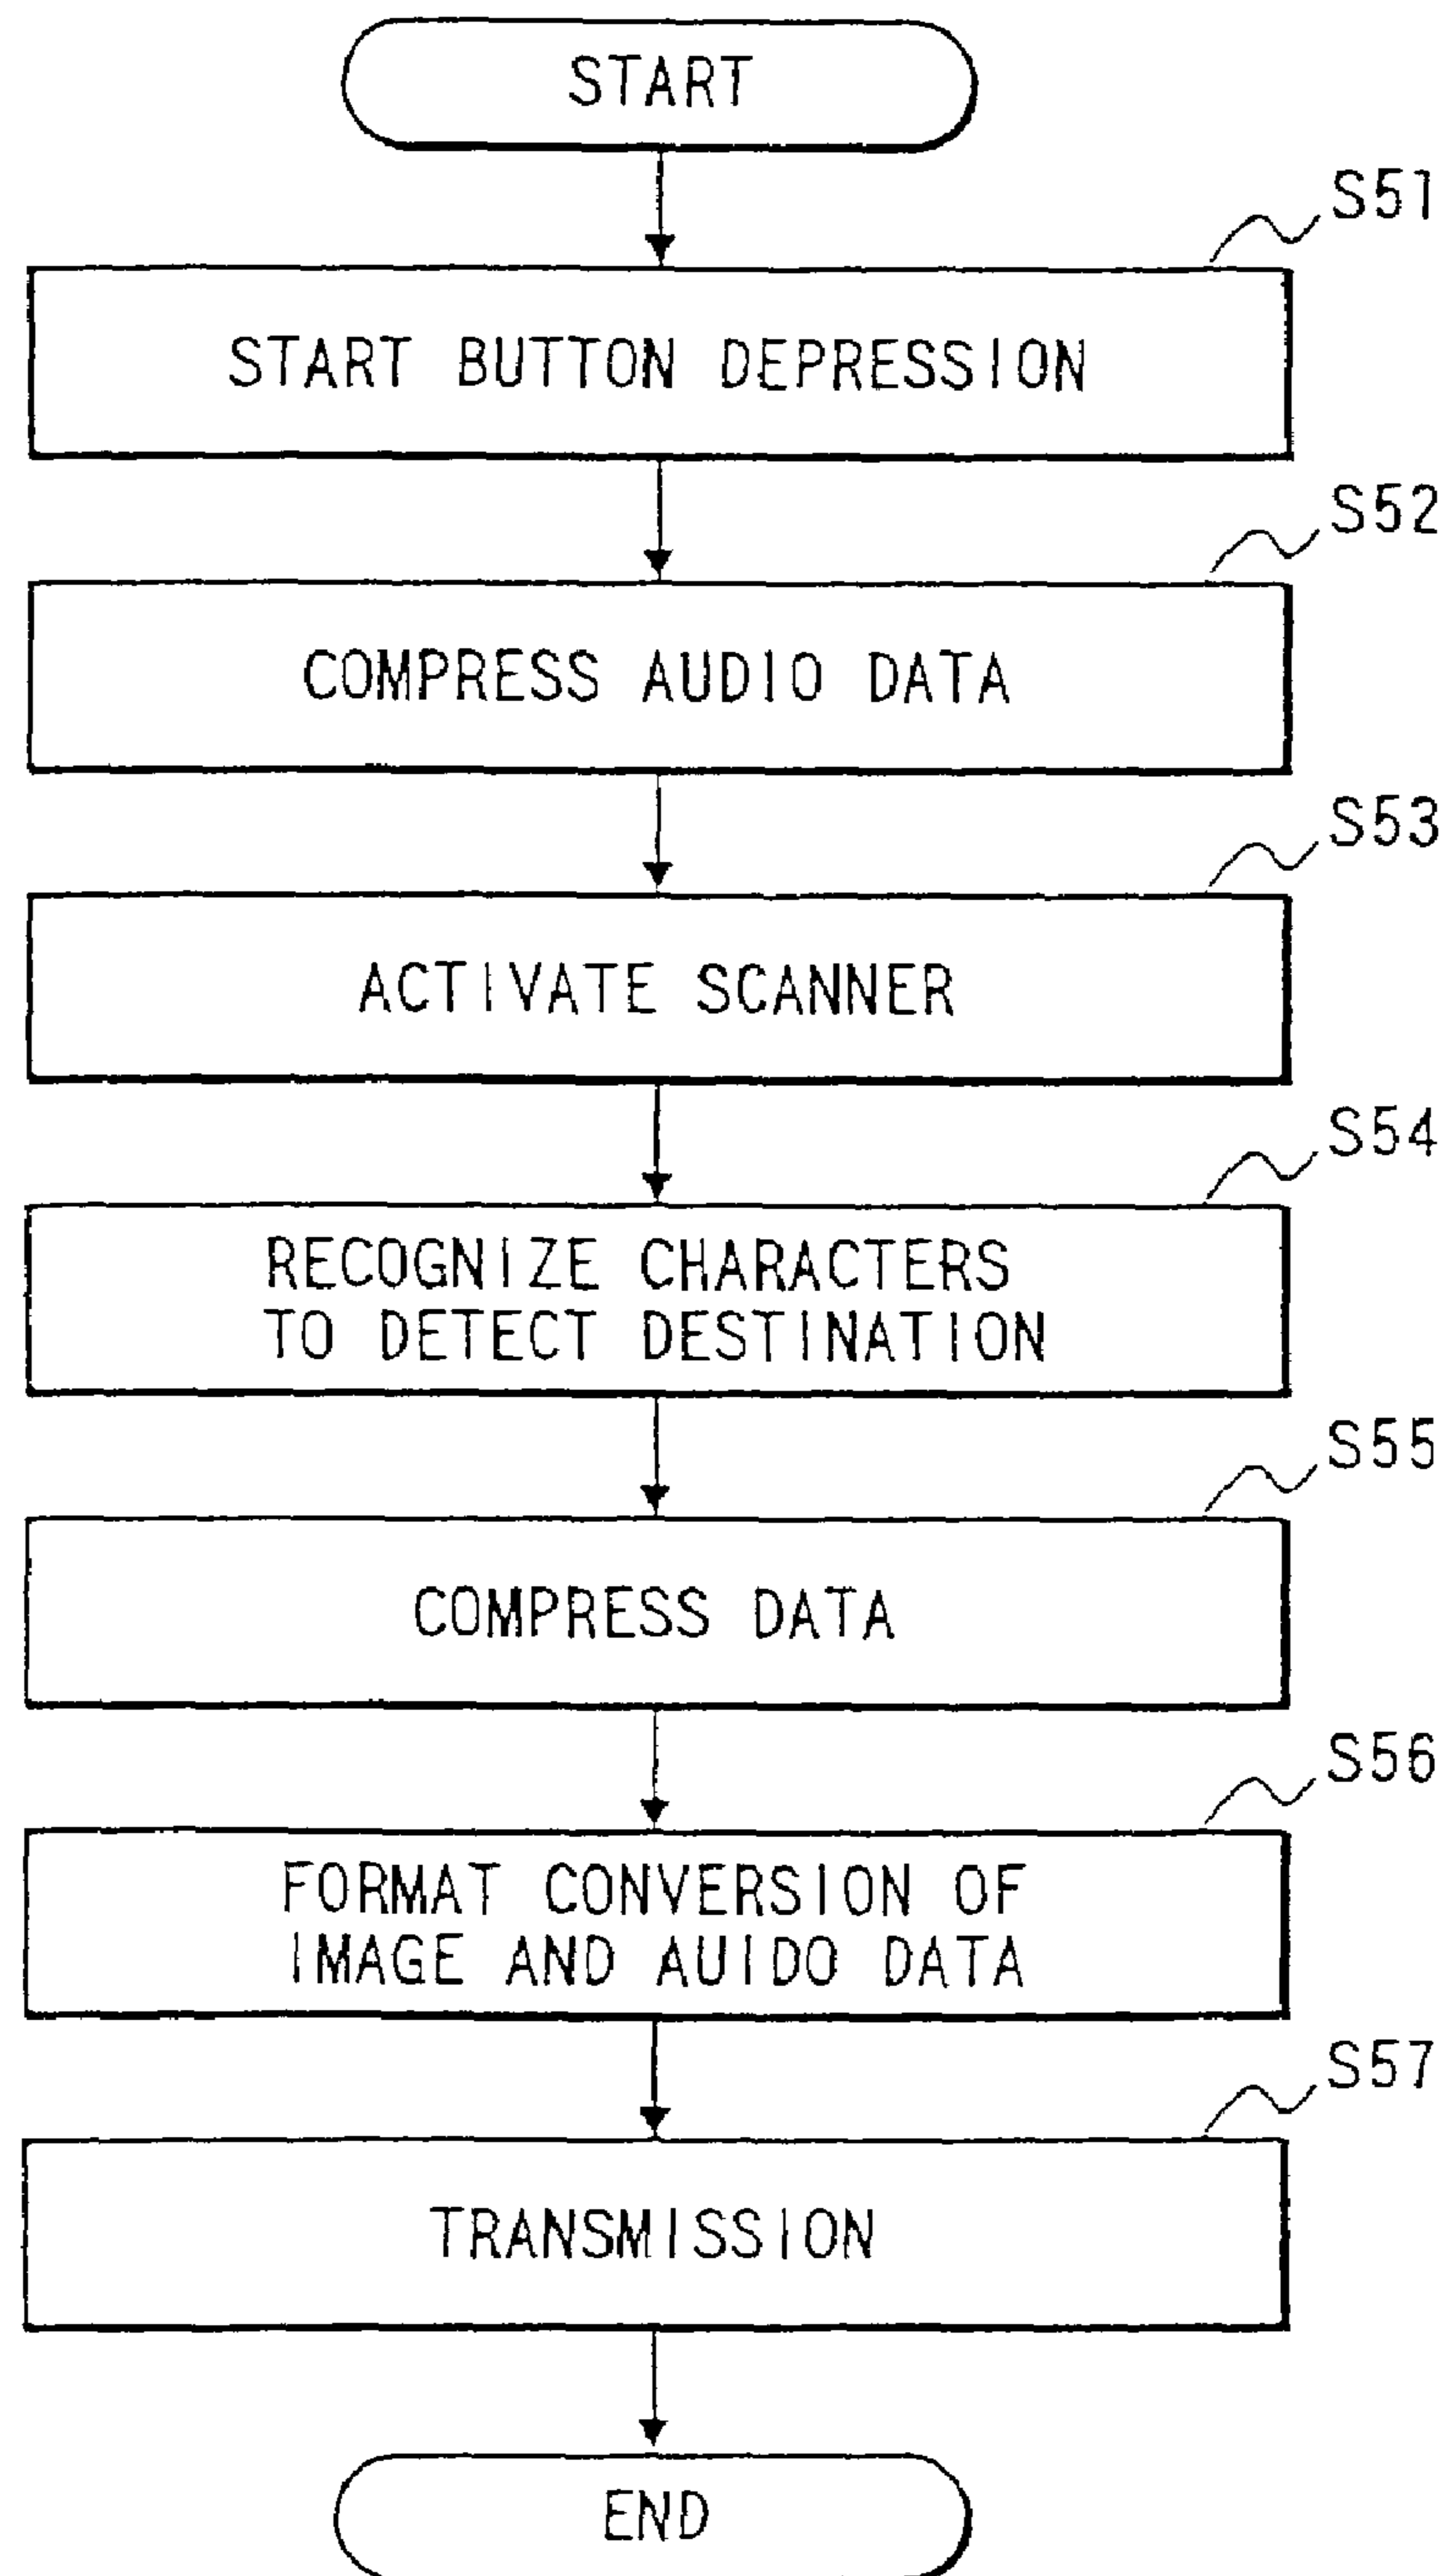 START
S51
START BUTTON DEPRESSION
S52
COMPRESS AUDIO DATA
S53
ACTIVATE SCANNER
S54
RECOGNIZE CHARACTERS
TO DETECT DESTINATION
S55
COMPRESS DATA
S56
FORMAT CONVERSION OF
IMAGE AND AUIDO DATA
S57
TRANSMISSION
END